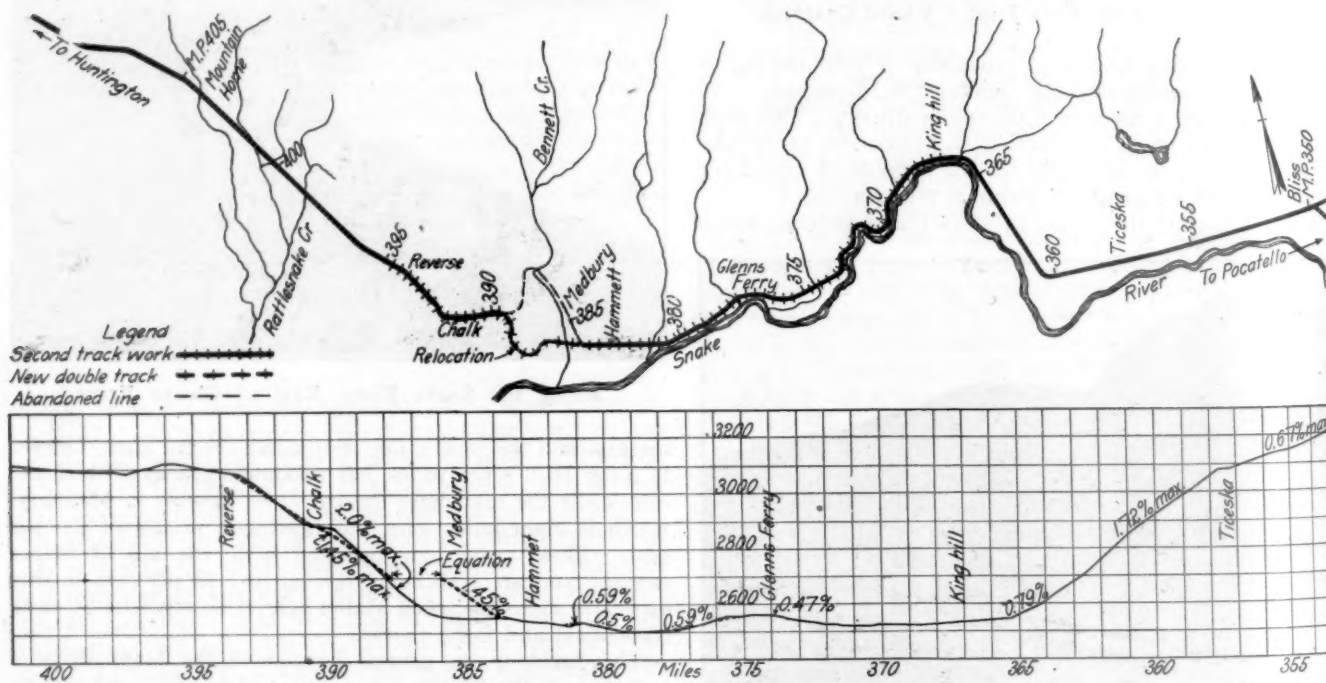 To Huntington
M.P.405
Mountain
Home
400
Rattlesnake Cr
395
Reverse
390
Chalk
Relocation
Bennett Cr.
Medbury
385
Hammett
380
Snake
Glenns
Ferry
375
370
King hill
365
360
Ticeska
355
River
To Pocatello
Bliss
M.P.350
Legend
Second track work
New double track
Abandoned line
Reverse
Chalk
2.0% max.
1.45% max.
Medbury
Equation
1.45%
Hammet
0.59%
0.5%
0.59%
3200
3000
2800
2600
Glenns Ferry
0.47%
King hill
0.79%
1.72% max.
Ticeska
0.67% max
400
395
390
385
380
Miles
375
370
365
360
355